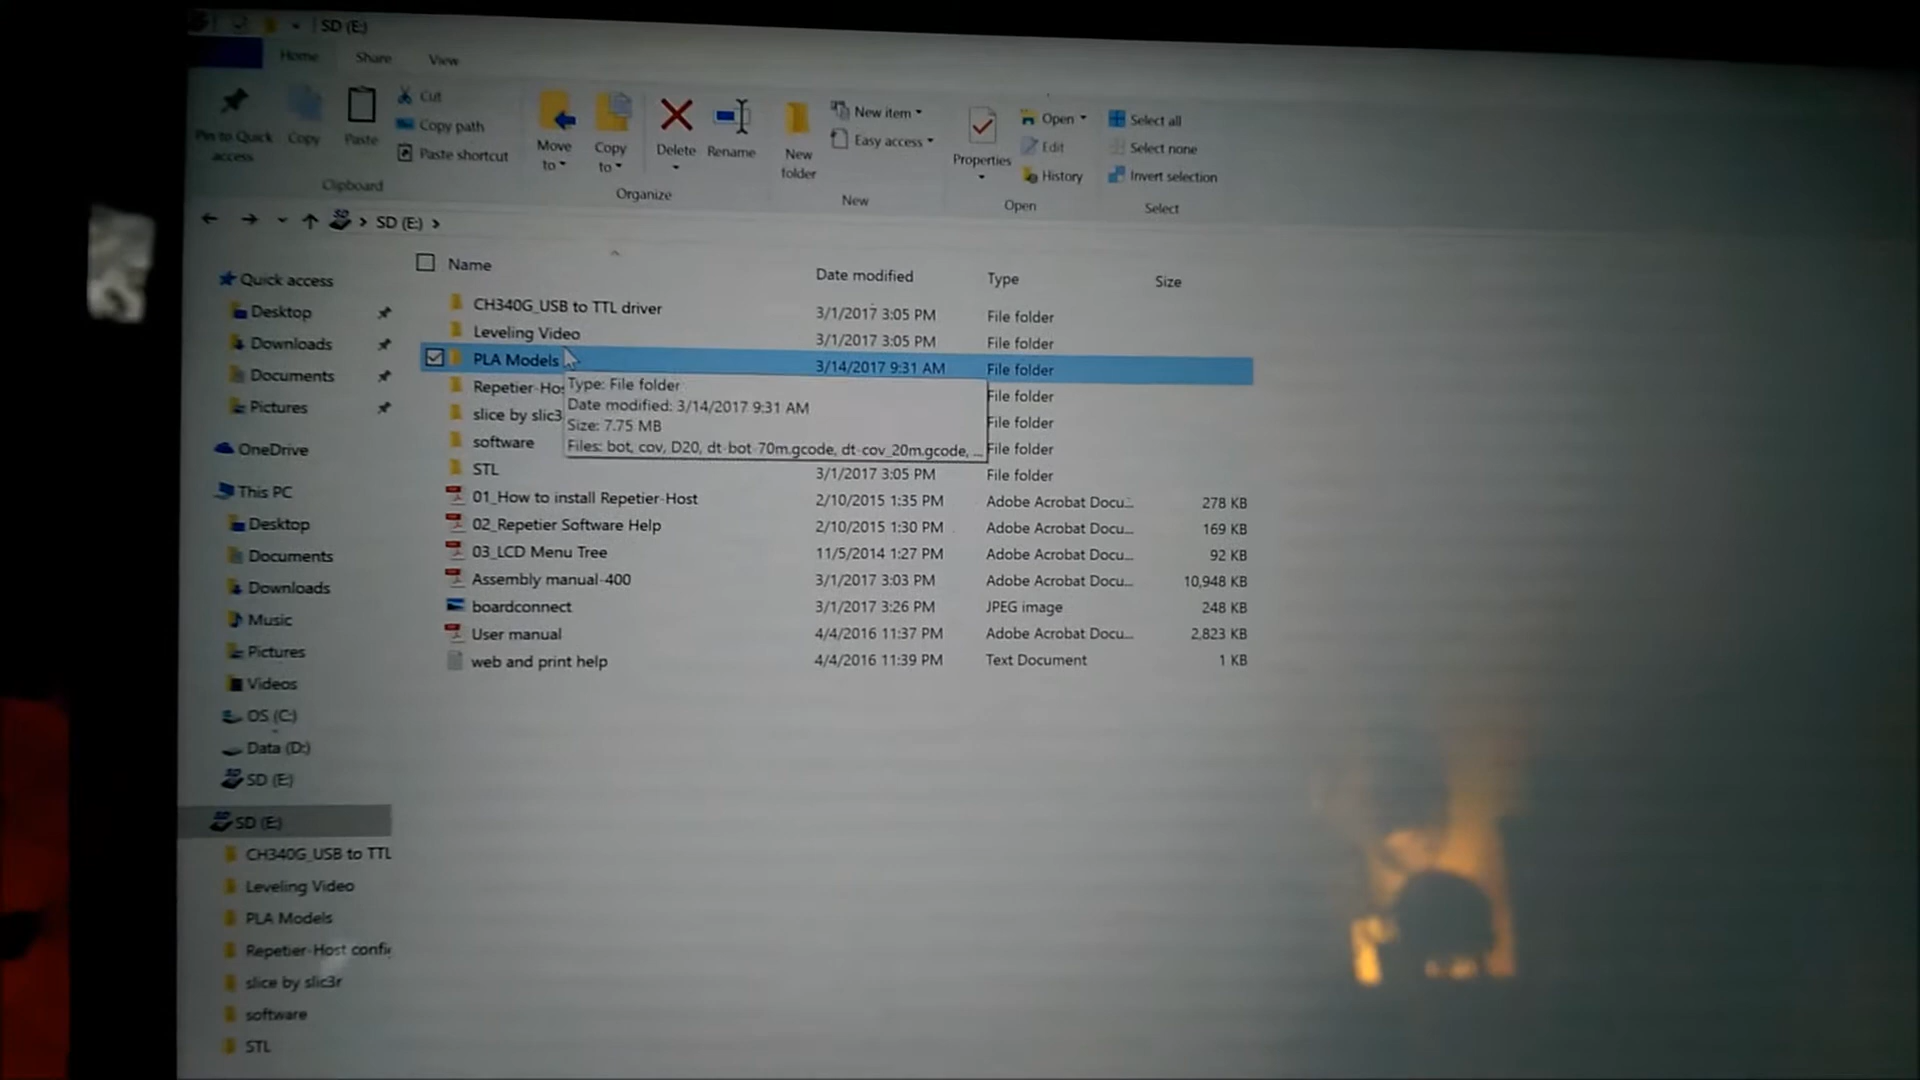 SD (E:)
Home Share View
Pin to Quick access
Copy
Paste
Cut
Copy path
Paste shortcut
Clipboard
Move to
Copy to
Delete
Rename
Organize
New folder
New item
Easy access
New
Properties
Open
Edit
History
Open
Select all
Select none
Invert selection
Select
SD (E:)
Name Date modified Type Size
CH340G_USB to TTL driver 3/1/2017 3:05 PM File folder
Leveling Video 3/1/2017 3:05 PM File folder
PLA Models 3/14/2017 9:31 AM File folder
Repetier-Hos File folder
slice by slic3 File folder
software File folder
STL 3/1/2017 3:05 PM File folder
Type: File folder
Date modified: 3/14/2017 9:31 AM
Size: 7.75 MB
Files: bot, cov, D20, dt-bot-70m.gcode, dt-cov_20m.gcode, ...
01_How to install Repetier-Host 2/10/2015 1:35 PM Adobe Acrobat Docu... 278 KB
02_Repetier Software Help 2/10/2015 1:30 PM Adobe Acrobat Docu... 169 KB
03_LCD Menu Tree 11/5/2014 1:27 PM Adobe Acrobat Docu... 92 KB
Assembly manual-400 3/1/2017 3:03 PM Adobe Acrobat Docu... 10,948 KB
boardconnect 3/1/2017 3:26 PM JPEG image 248 KB
User manual 4/4/2016 11:37 PM Adobe Acrobat Docu... 2,823 KB
web and print help 4/4/2016 11:39 PM Text Document 1 KB
Quick access
Desktop
Downloads
Documents
Pictures
OneDrive
This PC
Desktop
Documents
Downloads
Music
Pictures
Videos
OS (C:)
Data (D:)
SD (E:)
SD (E:)
CH340G_USB to TTL
Leveling Video
PLA Models
Repetier-Host config
slice by slic3r
software
STL